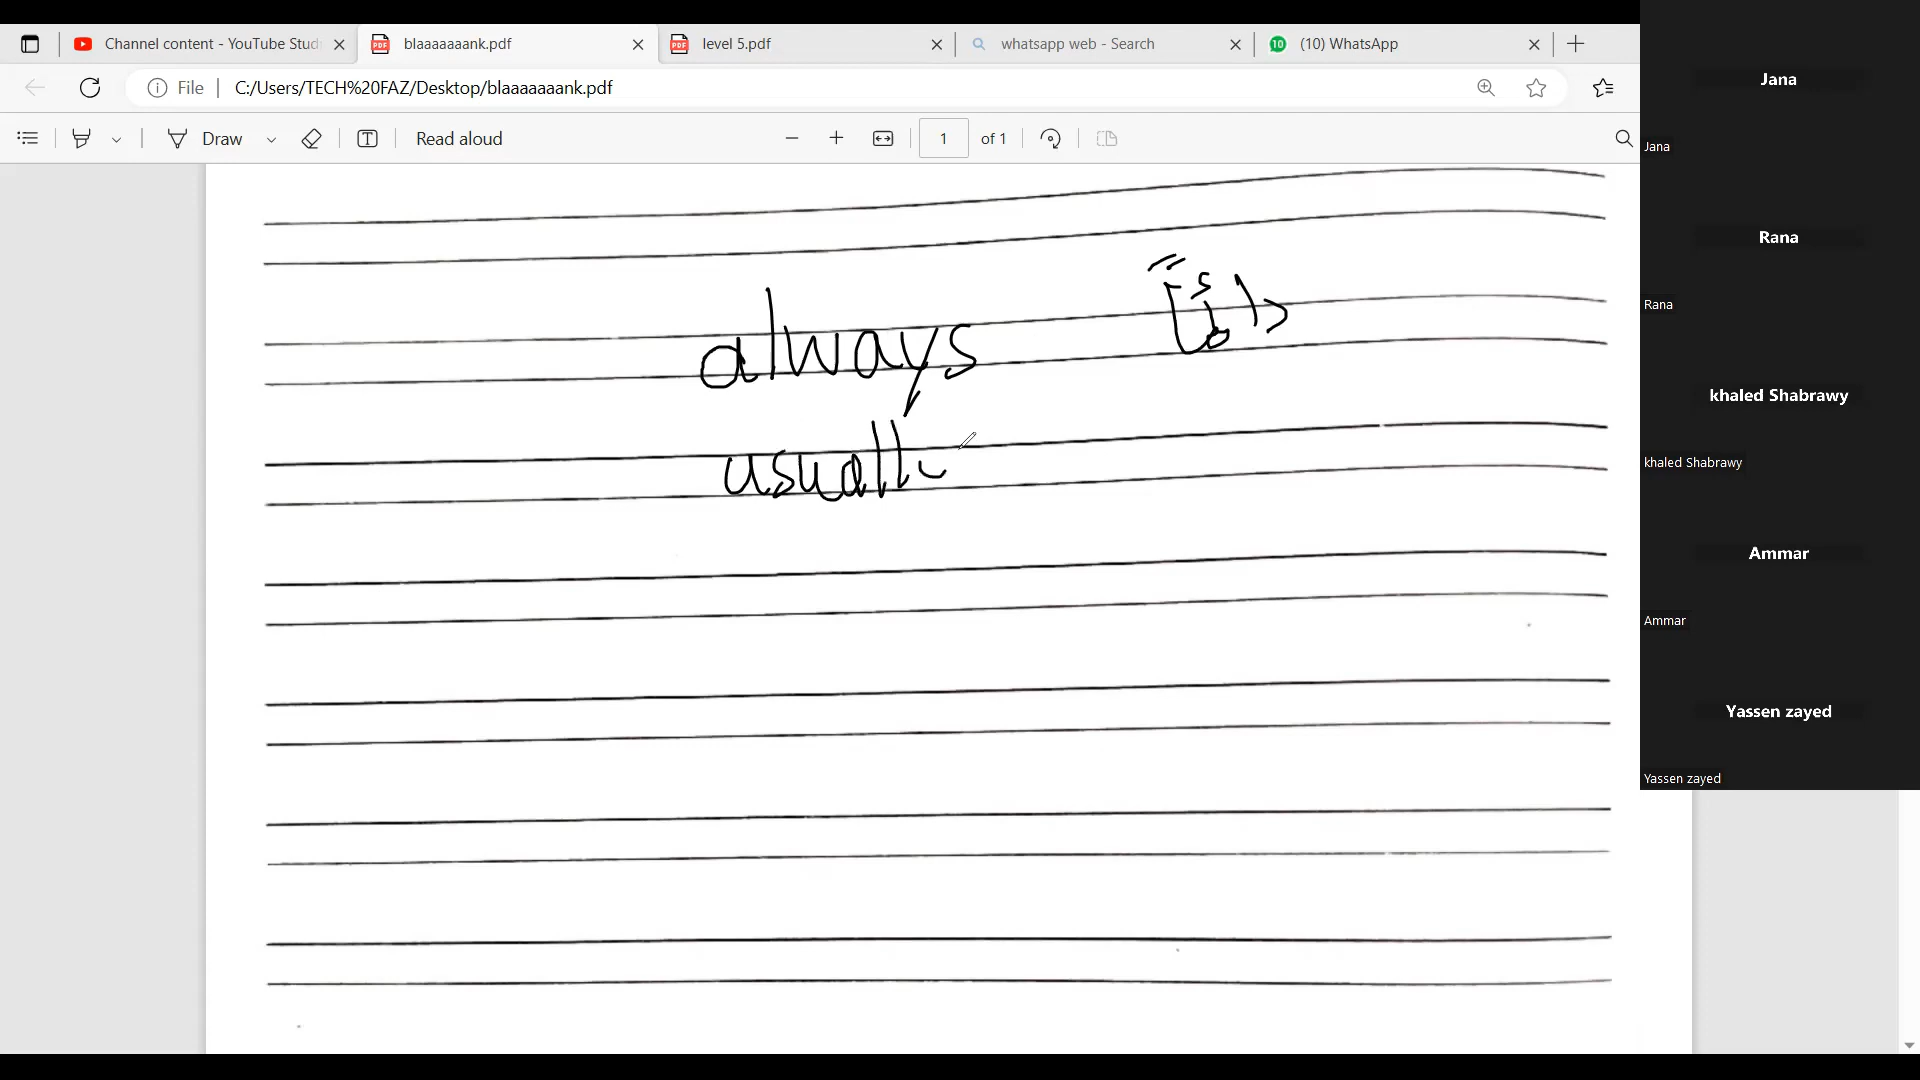 Channel content - YouTube Stud
blaaaaaaank.pdf
level 5.pdf
whatsapp web - Search
10
(10) WhatsApp
File
C:/Users/TECH%20FAZ/Desktop/blaaaaaaank.pdf
Draw
Read aloud
1
of 1
always
usuall
Jana
Jana
Rana
Rana
khaled Shabrawy
khaled Shabrawy
Ammar
Ammar
Yassen zayed
Yassen zayed